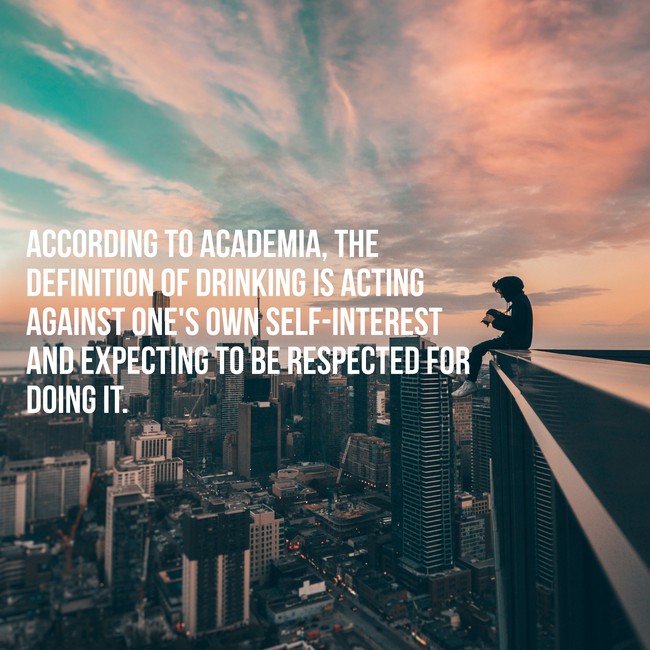 ACCORDING TO ACADEMIA, THE
DEFINITION OF DRINKING IS ACTING
AGAINST ONE'S OWN SELF-INTEREST
AND EXPECTING TO BE RESPECTED FOR
DOING IT.